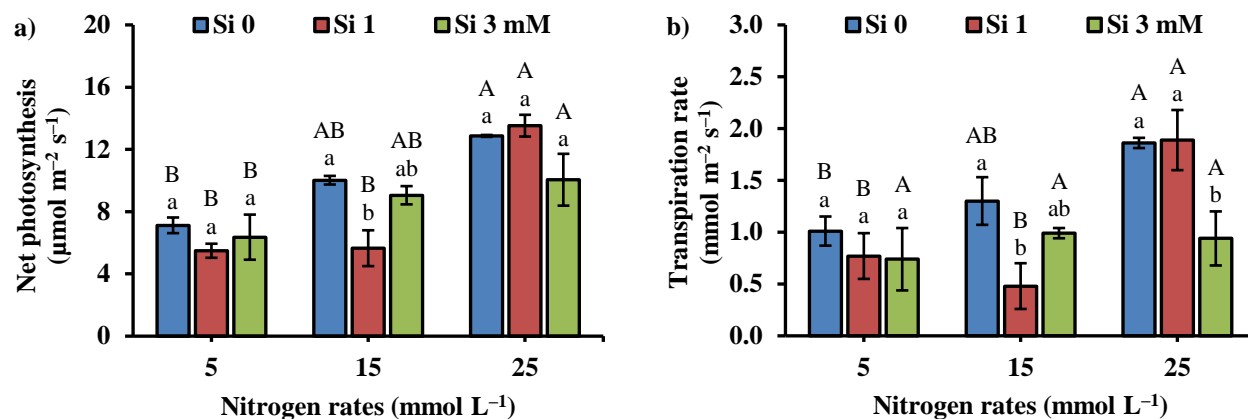 a)
Si 0 Si 1 Si 3 mM
Net photosynthesis
(µmol m⁻² s⁻¹)
20
16
12
8
4
0
B B B
a a a
AB B AB
a b ab
A A A
a a a
5 15 25
Nitrogen rates (mmol L⁻¹)
b)
Si 0 Si 1 Si 3 mM
Transpiration rate
(mmol m⁻² s⁻¹)
3.0
2.5
2.0
1.5
1.0
0.5
0.0
B B A
a a a
AB B A
a b ab
A A A
a a b
5 15 25
Nitrogen rates (mmol L⁻¹)